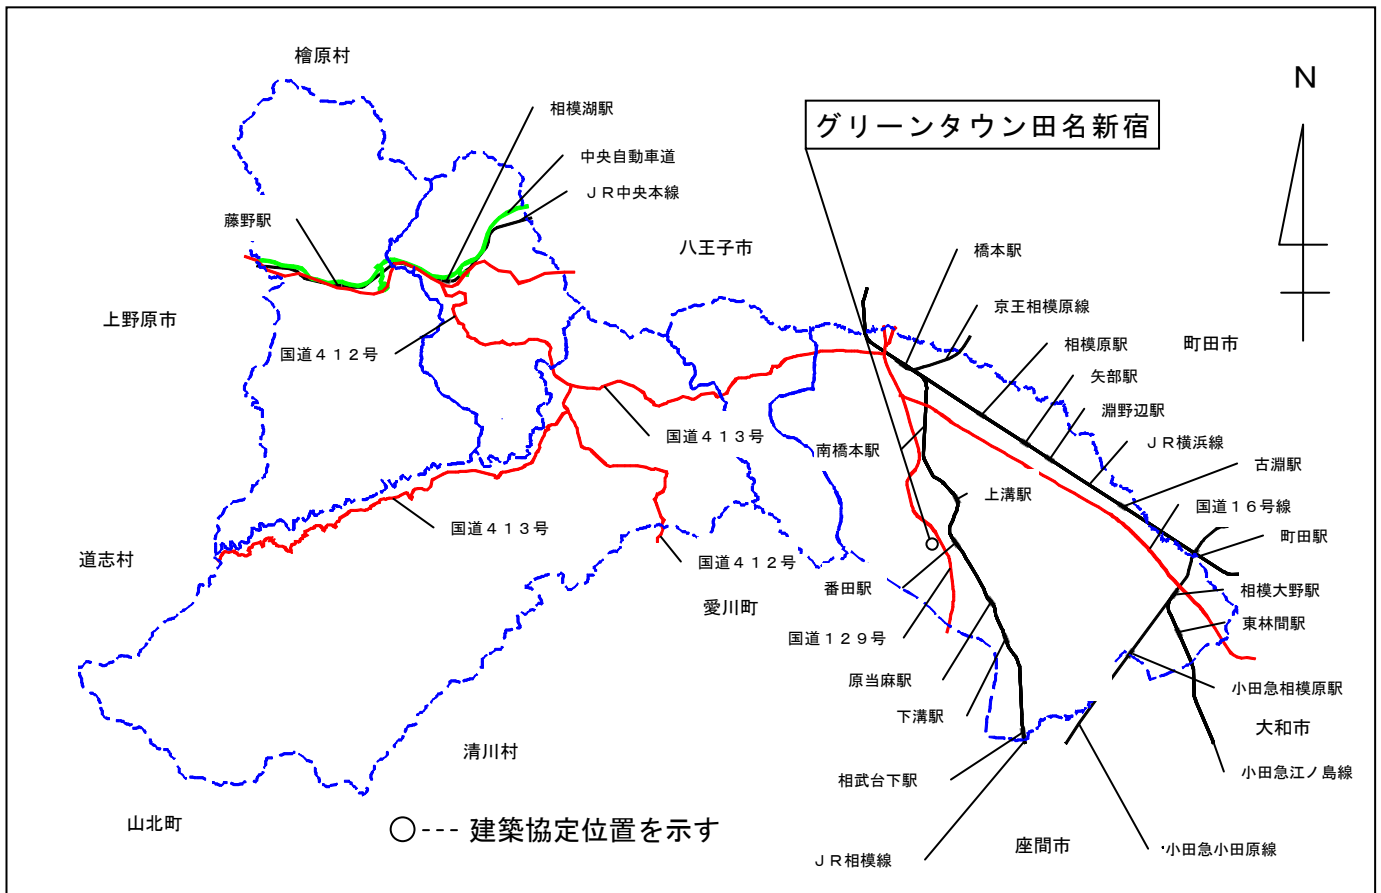 檜原村
N
相模湖駅
グリーンタウン田名新宿
中央自動車道
ＪＲ中央本線
藤野駅
八王子市
橋本駅
京王相模原線
上野原市
相模原駅
町田市
国道４１２号
矢部駅
淵野辺駅
国道４１３号
南橋本駅
ＪＲ横浜線
古淵駅
上溝駅
国道１６号線
国道４１３号
町田駅
道志村
国道４１２号
番田駅
相模大野駅
愛川町
東林間駅
国道１２９号
原当麻駅
小田急相模原駅
下溝駅
大和市
清川村
小田急江ノ島線
相武台下駅
山北町
○--- 建築協定位置を示す
座間市
小田急小田原線
ＪＲ相模線